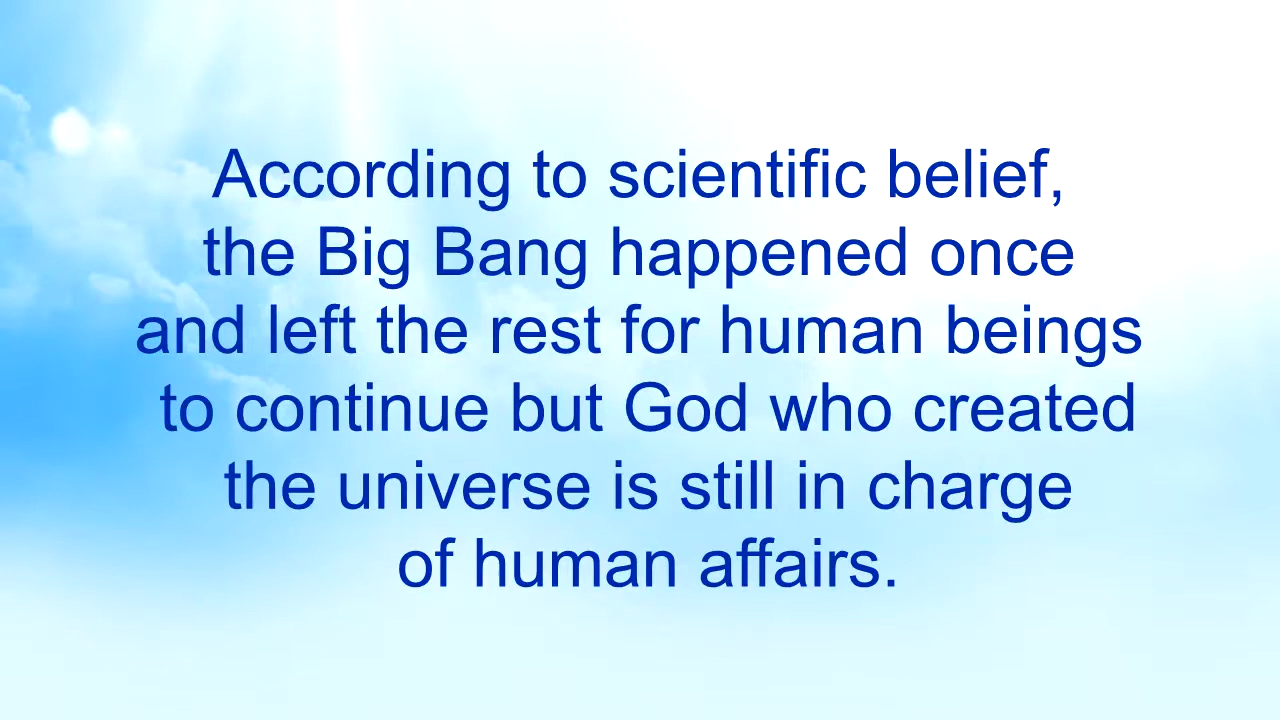 According to scientific belief,
the Big Bang happened once
and left the rest for human beings
to continue but God who created
the universe is still in charge
of human affairs.